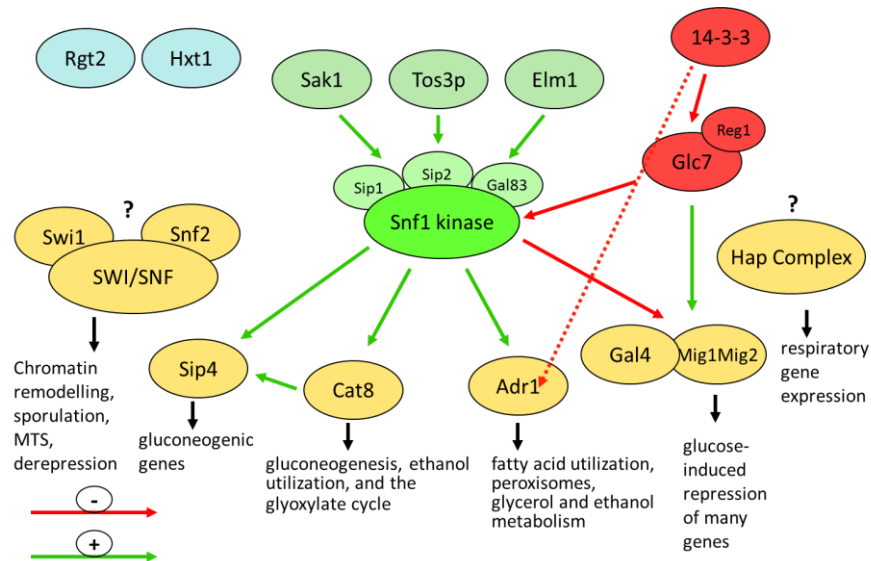 Rgt2
Hxt1
14-3-3
Sak1
Tos3p
Elm1
Reg1
Glc7
Sip1
Sip2
Gal83
Snf1 kinase
?
Swi1
Snf2
SWI/SNF
?
Hap Complex
respiratory
gene
expression
Chromatin
remodelling,
sporulation,
MTS,
derepression
Sip4
gluconeogenic
genes
Cat8
gluconeogenesis, ethanol
utilization, and the
glyoxylate cycle
Adr1
fatty acid utilization,
peroxisomes,
glycerol and ethanol
metabolism
Gal4
Mig1Mig2
glucose-
induced
repression
of many
genes
-
+